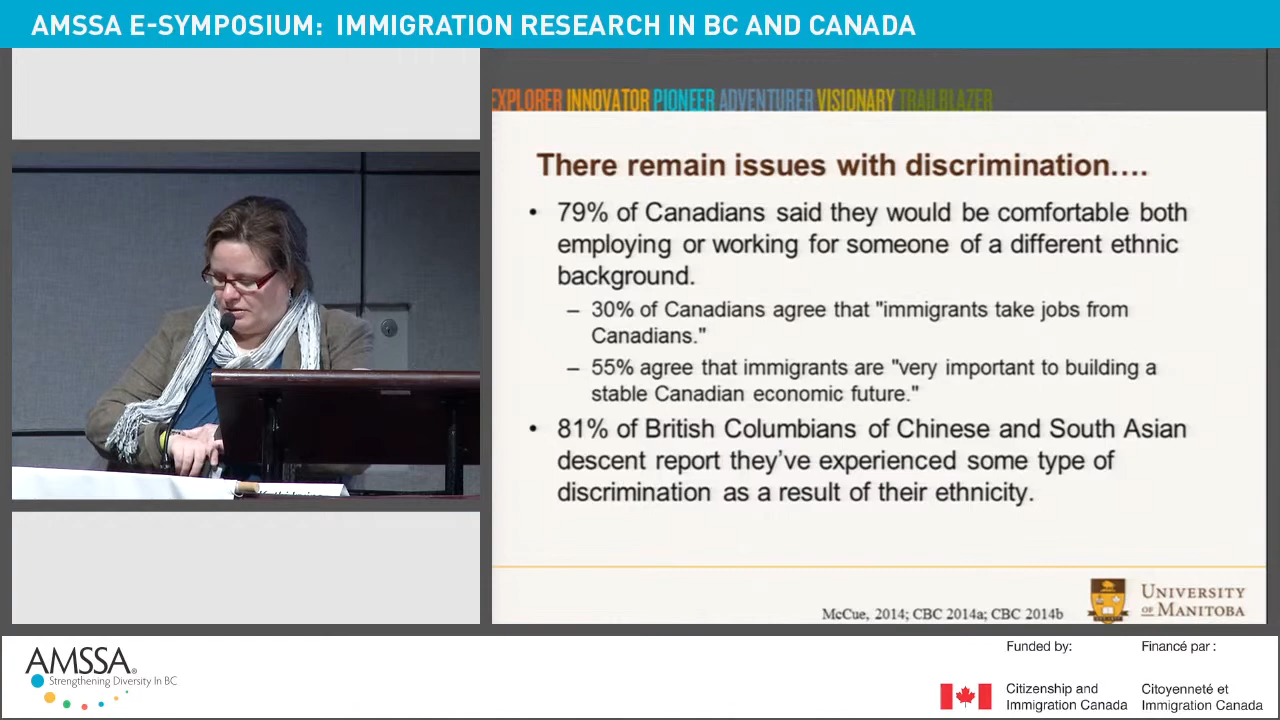 AMSSA E-SYMPOSIUM: IMMIGRATION RESEARCH IN BC AND CANADA
EXPLORER INNOVATOR PIONEER ADVENTURER VISIONARY TRAILBLAZER
There remain issues with discrimination....
• 79% of Canadians said they would be comfortable both
employing or working for someone of a different ethnic
background.
– 30% of Canadians agree that "immigrants take jobs from
Canadians."
– 55% agree that immigrants are "very important to building a
stable Canadian economic future."
• 81% of British Columbians of Chinese and South Asian
descent report they've experienced some type of
discrimination as a result of their ethnicity.
McCue, 2014; CBC 2014a; CBC 2014b
UNIVERSITY
OF MANITOBA
AMSSA®
Strengthening Diversity In BC
Funded by:
Citizenship and
Immigration Canada
Financé par :
Citoyenneté et
Immigration Canada